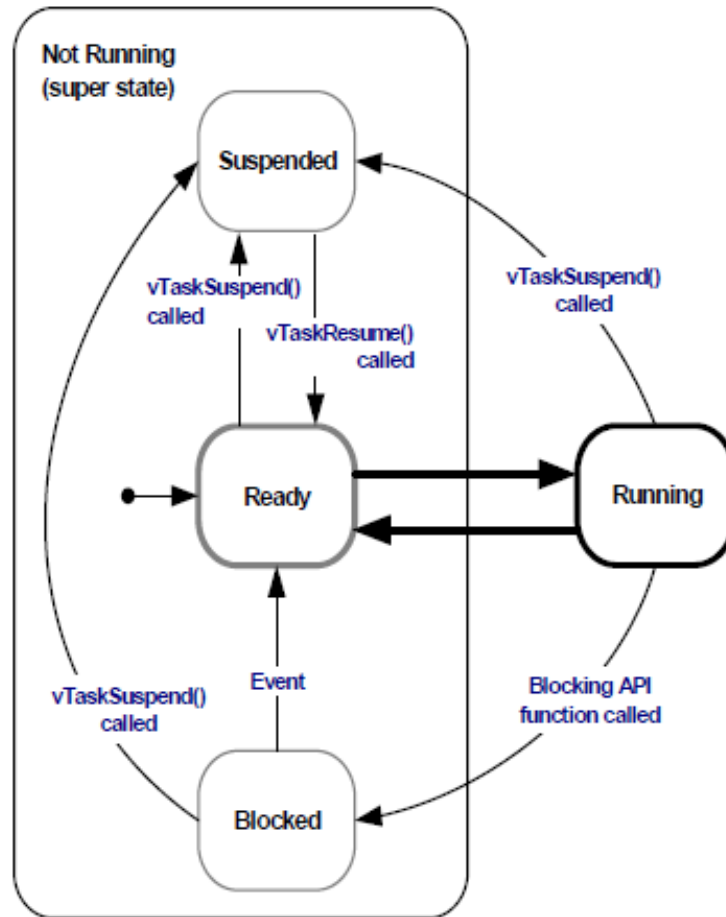 Not Running
(super state)
Suspended
vTaskSuspend()
called
vTaskResume()
called
vTaskSuspend()
called
Ready
Running
Event
vTaskSuspend()
called
Blocking API
function called
Blocked